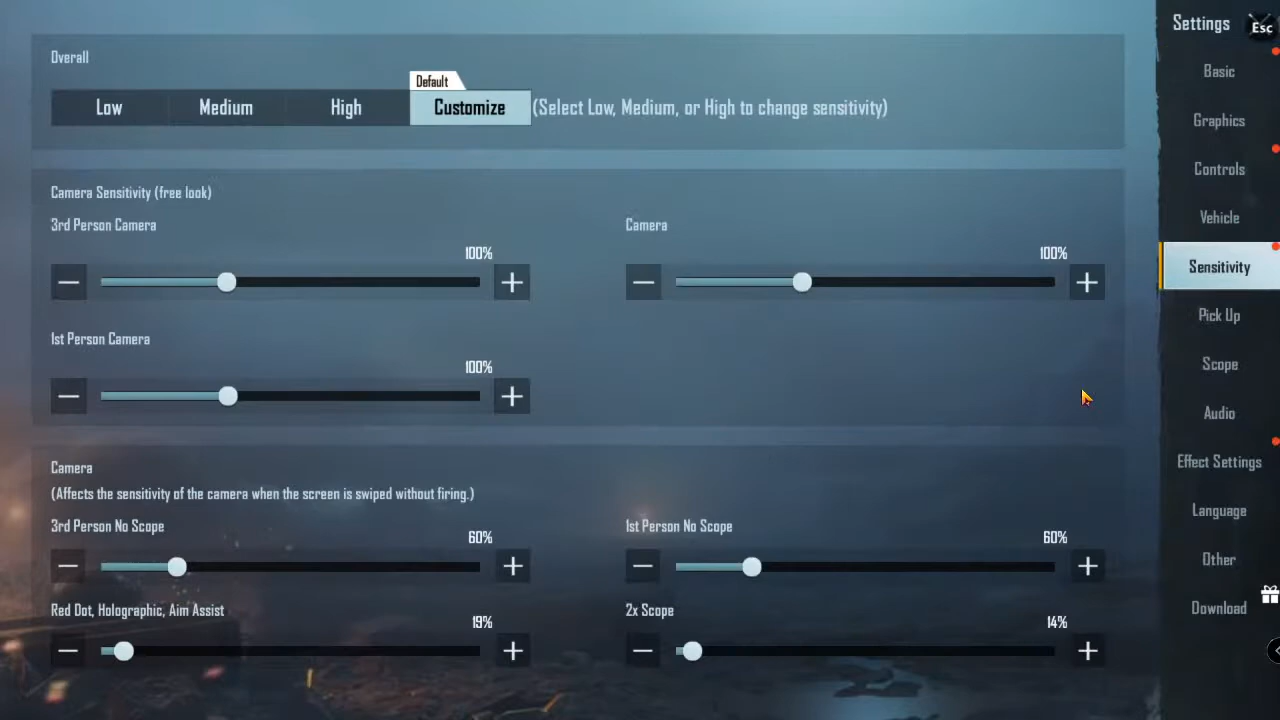 Settings
Esc
Overall
Default
Low
Medium
High
Customize
(Select Low, Medium, or High to change sensitivity)
Camera Sensitivity (free look)
3rd Person Camera
100%
Camera
100%
1st Person Camera
100%
Camera
(Affects the sensitivity of the camera when the screen is swiped without firing.)
3rd Person No Scope
60%
1st Person No Scope
60%
Red Dot, Holographic, Aim Assist
19%
2x Scope
14%
Basic
Graphics
Controls
Vehicle
Sensitivity
Pick Up
Scope
Audio
Effect Settings
Language
Other
Download